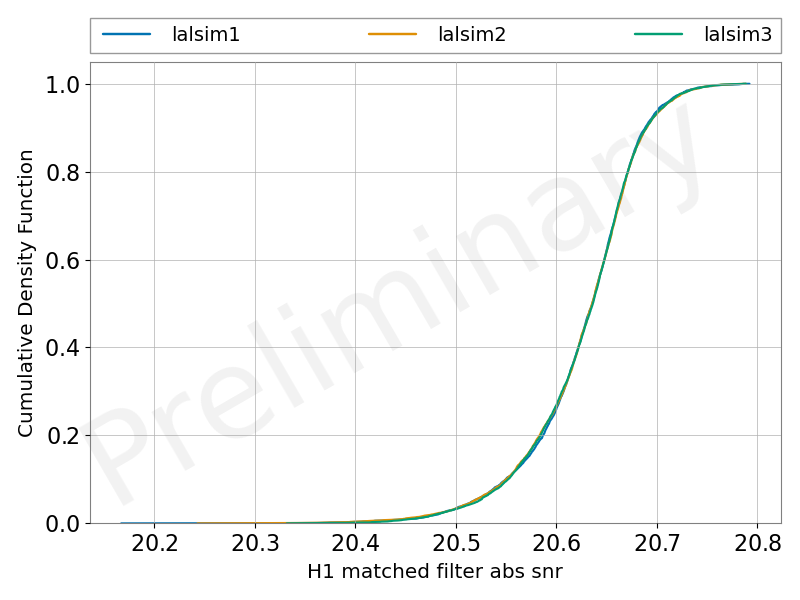 lalsim1 lalsim2 lalsim3
1.0
0.8
0.6
0.4
0.2
0.0
20.2 20.3 20.4 20.5 20.6 20.7 20.8
Cumulative Density Function
H1 matched filter abs snr
Preliminary